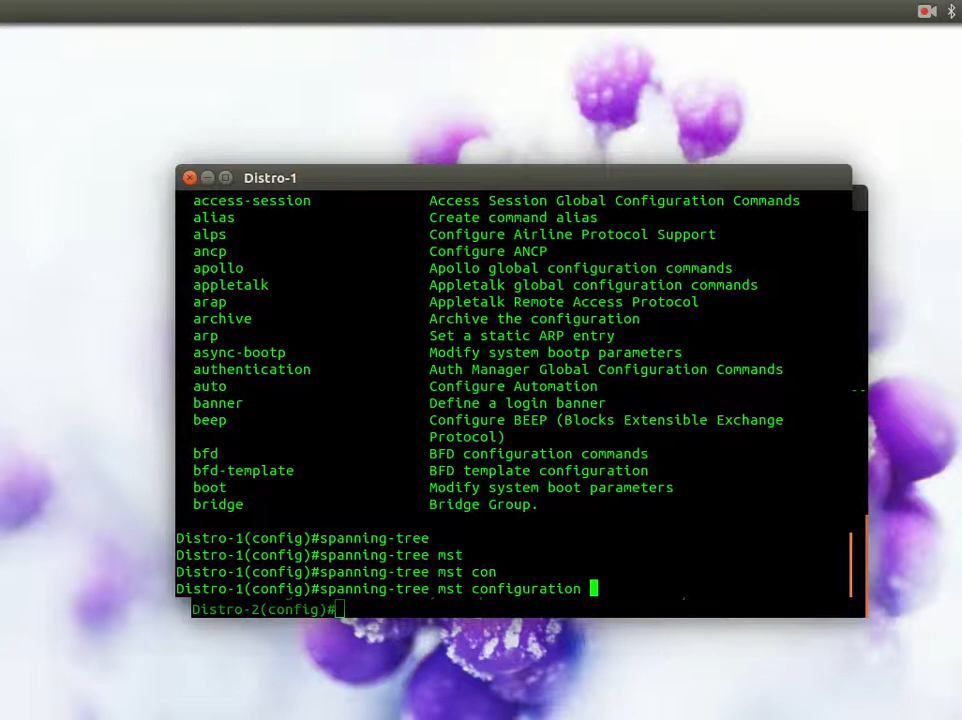 Distro-1
access-session Access Session Global Configuration Commands
alias Create command alias
alps Configure Airline Protocol Support
ancp Configure ANCP
apollo Apollo global configuration commands
appletalk Appletalk global configuration commands
arap Appletalk Remote Access Protocol
archive Archive the configuration
arp Set a static ARP entry
async-bootp Modify system bootp parameters
authentication Auth Manager Global Configuration Commands
auto Configure Automation
banner Define a login banner
beep Configure BEEP (Blocks Extensible Exchange
Protocol)
bfd BFD configuration commands
bfd-template BFD template configuration
boot Modify system boot parameters
bridge Bridge Group.
Distro-1(config)#spanning-tree
Distro-1(config)#spanning-tree mst
Distro-1(config)#spanning-tree mst con
Distro-1(config)#spanning-tree mst configuration
Distro-2(config)#